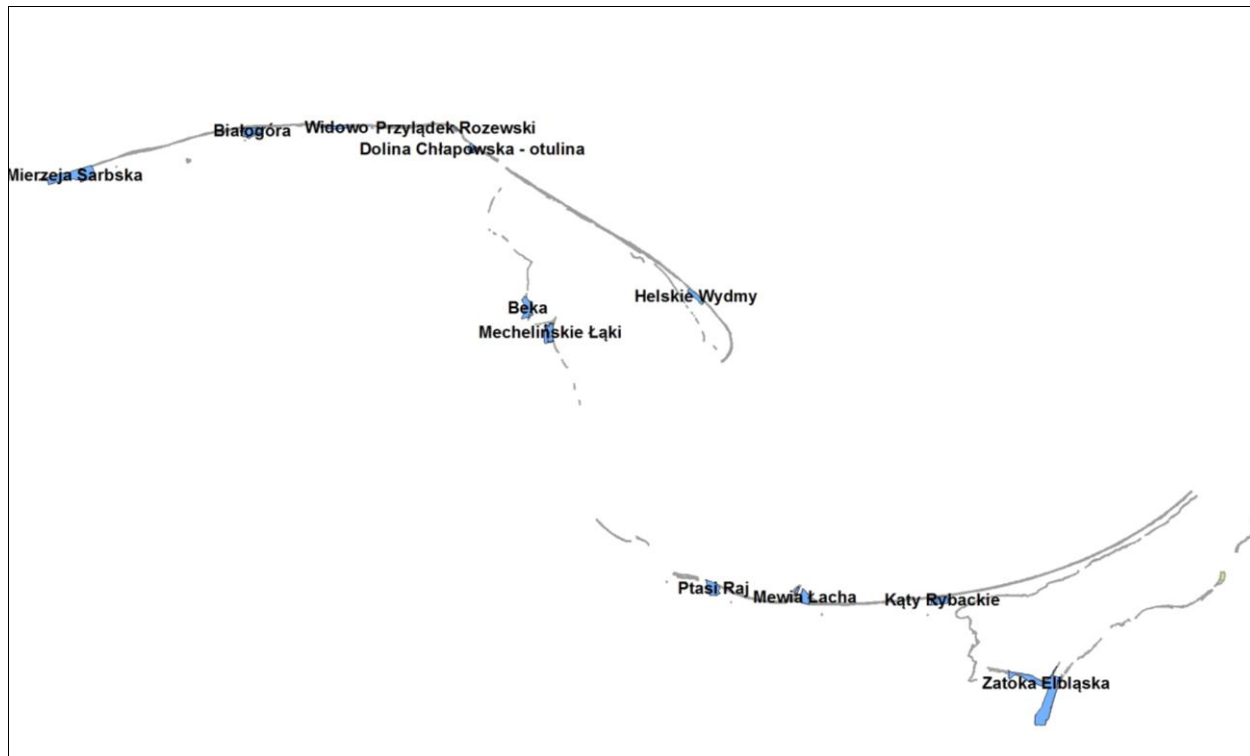 Białogóra
Widowo
Przylądek Rozewski
Dolina Chłapowska - otulina
Mierzeja Sarbska
Helskie Wydmy
Beka
Mechelińskie Łąki
Ptasi Raj
Mewia Łacha
Kąty Rybackie
Zatoka Elbląska